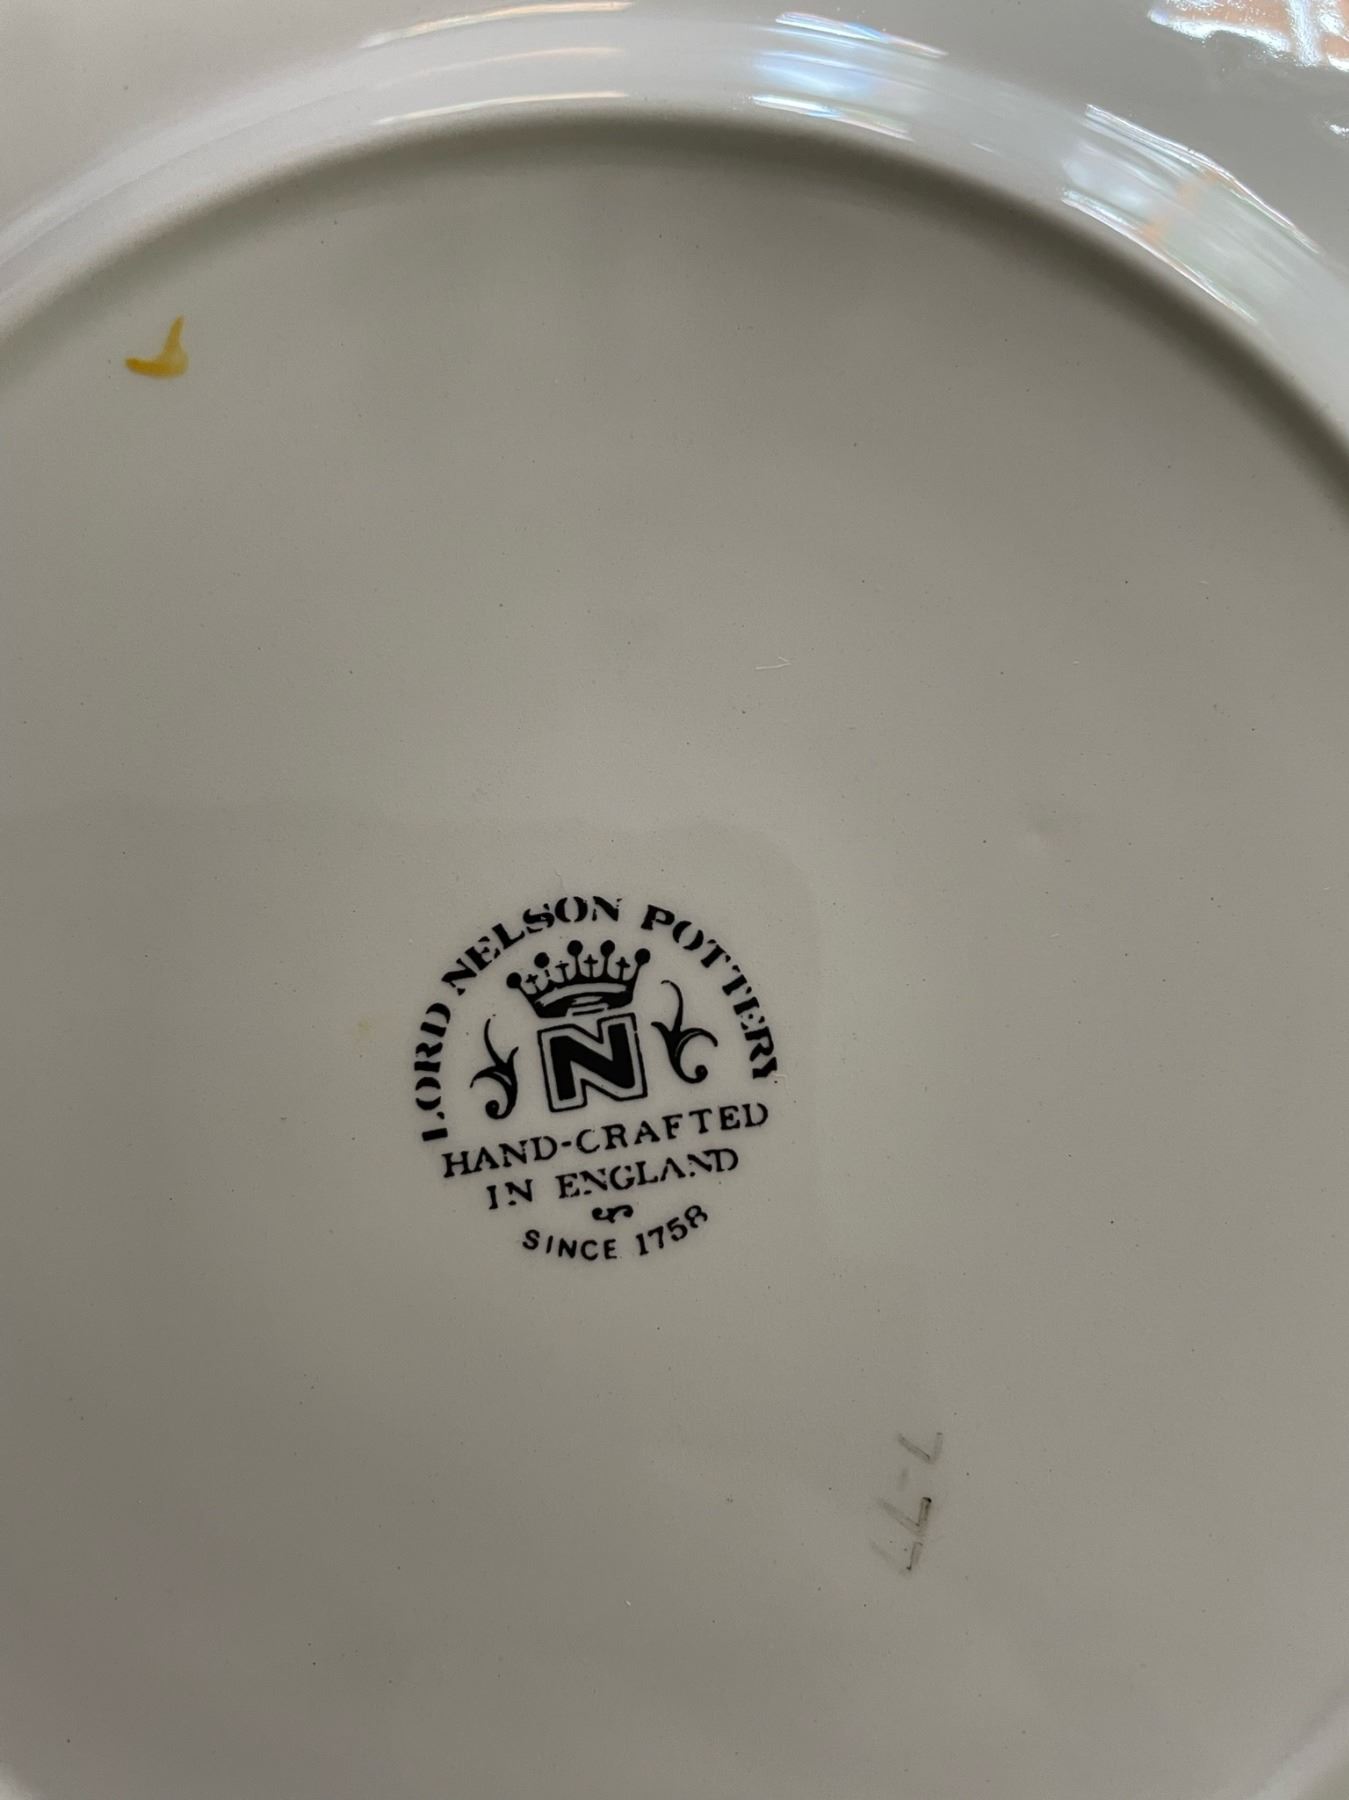 LORD NELSON POTTERY
N
HAND-CRAFTED
IN ENGLAND
SINCE 1758